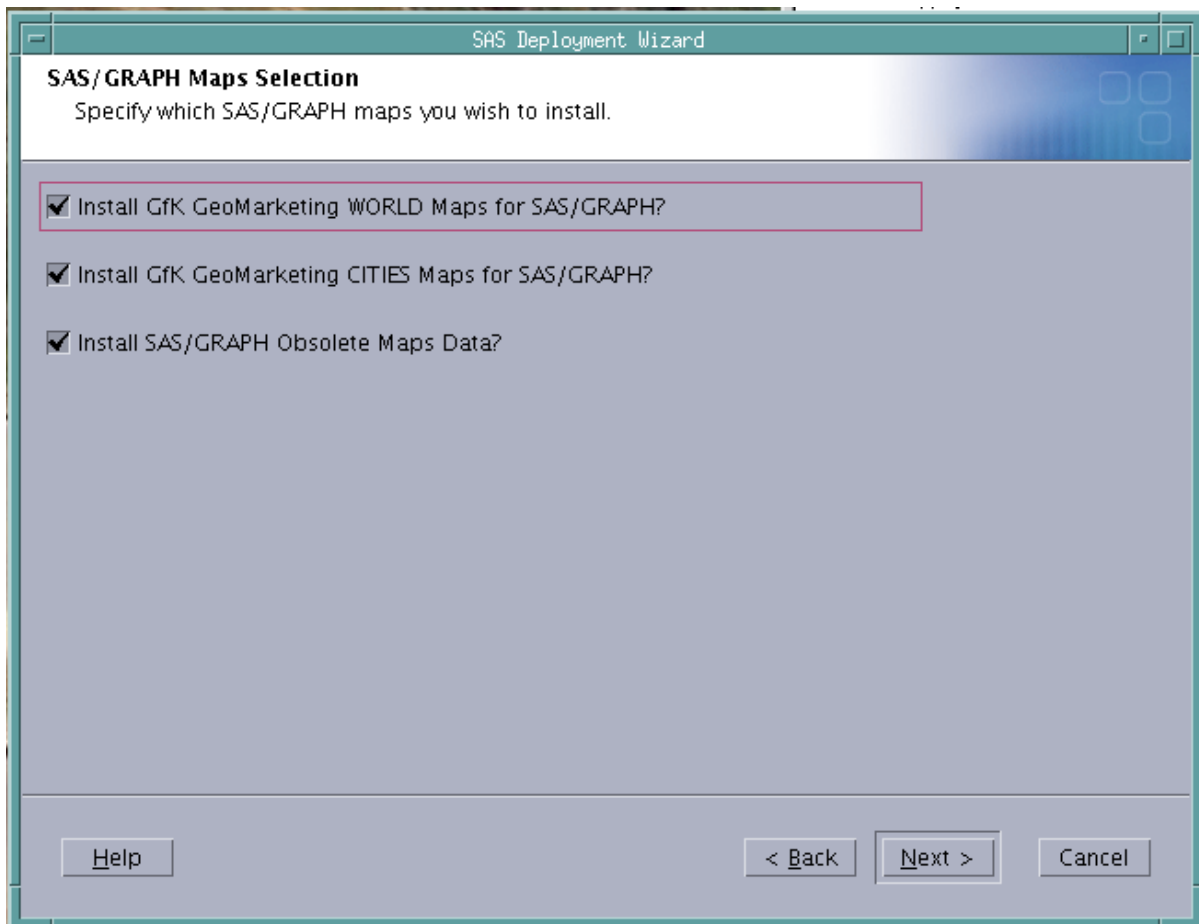 SAS Deployment Wizard
SAS/GRAPH Maps Selection
Specify which SAS/GRAPH maps you wish to install.
Install GfK GeoMarketing WORLD Maps for SAS/GRAPH?
Install GfK GeoMarketing CITIES Maps for SAS/GRAPH?
Install SAS/GRAPH Obsolete Maps Data?
Help
< Back
Next >
Cancel